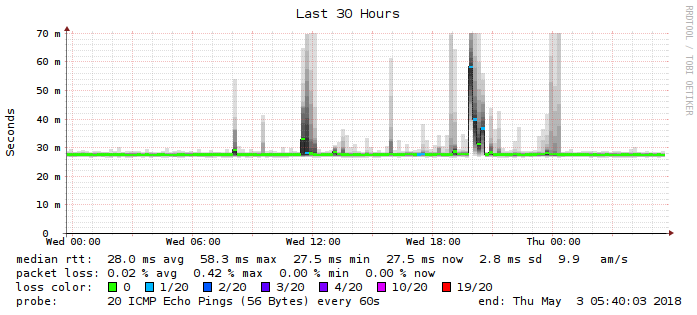 Last 30 Hours
RRDTOOL / TOBI OETIKER
Seconds
70 m
60 m
50 m
40 m
30 m
20 m
10 m
0
Wed 00:00 Wed 06:00 Wed 12:00 Wed 18:00 Thu 00:00
median rtt: 28.0 ms avg 58.3 ms max 27.5 ms min 27.5 ms now 2.8 ms sd 9.9 am/s
packet loss: 0.02 % avg 0.42 % max 0.00 % min 0.00 % now
loss color: 0 1/20 2/20 3/20 4/20 10/20 19/20
probe: 20 ICMP Echo Pings (56 Bytes) every 60s end: Thu May 3 05:40:03 2018